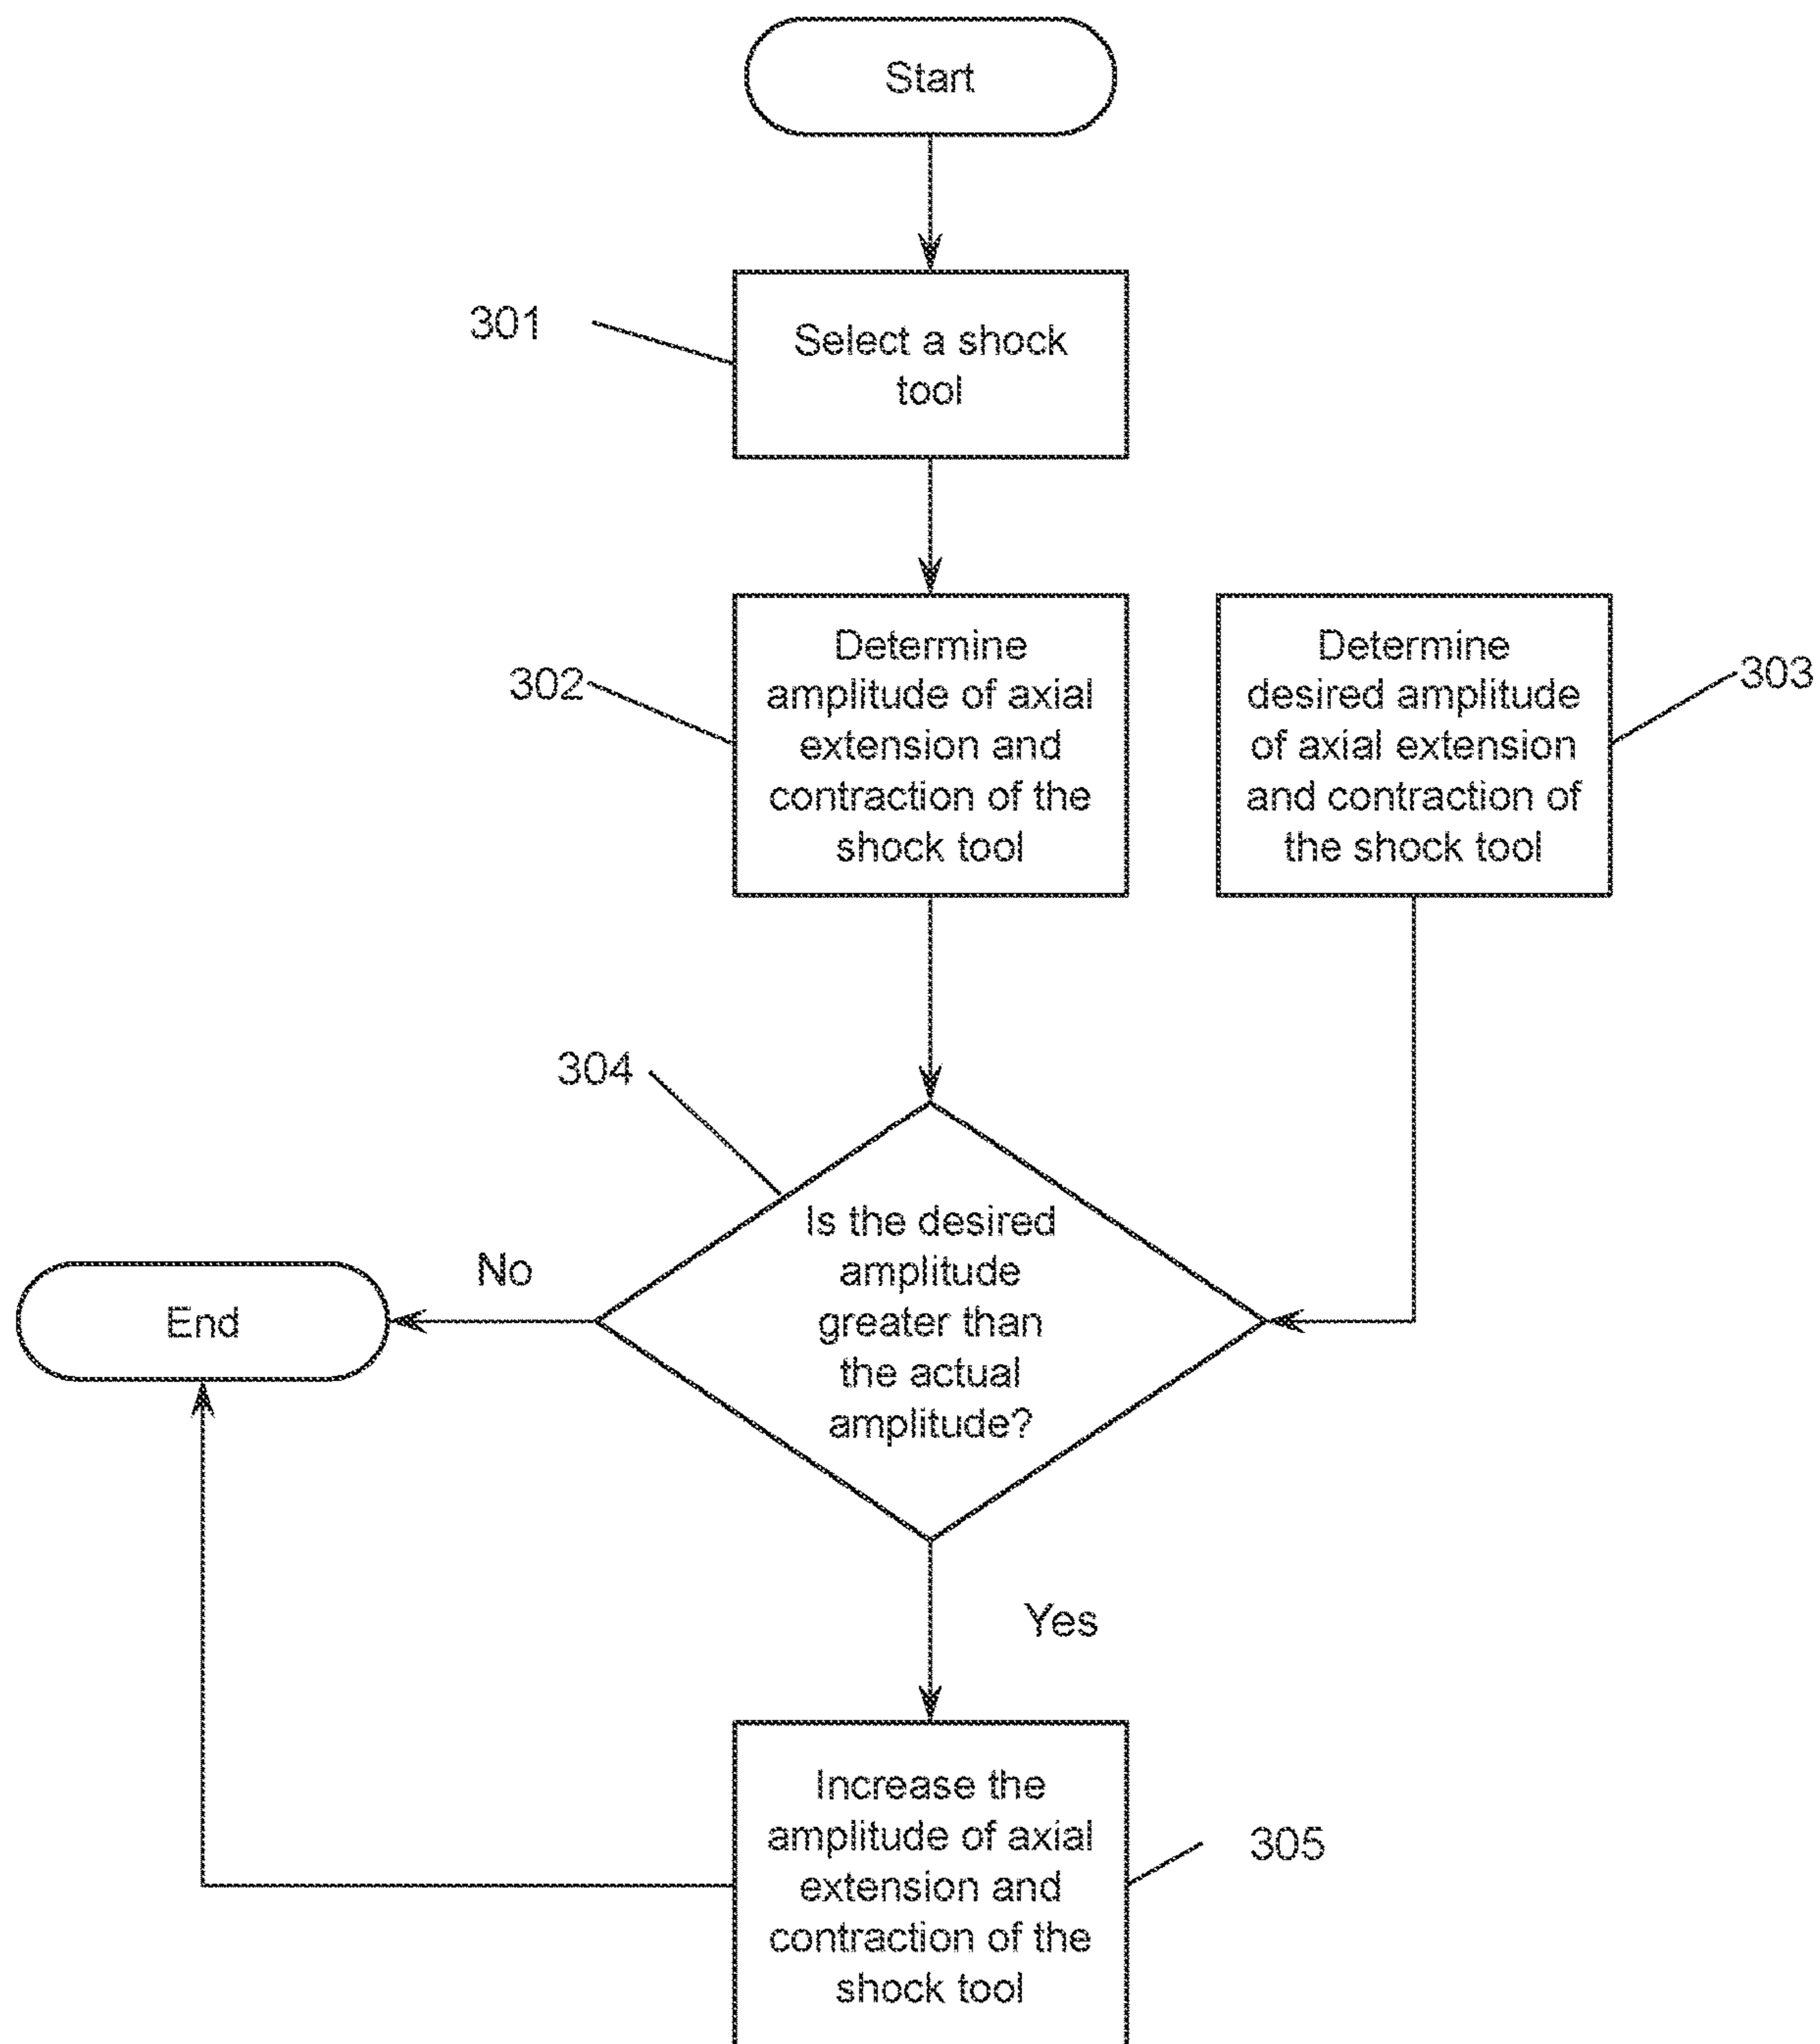 Start
301
Select a shock
tool
302
Determine
amplitude of axial
extension and
contraction of the
shock tool
Determine
desired amplitude
of axial extension
and contraction of
the shock tool
303
304
Is the desired
amplitude
greater than
the actual
amplitude?
No
End
Yes
Increase the
amplitude of axial
extension and
contraction of the
shock tool
305